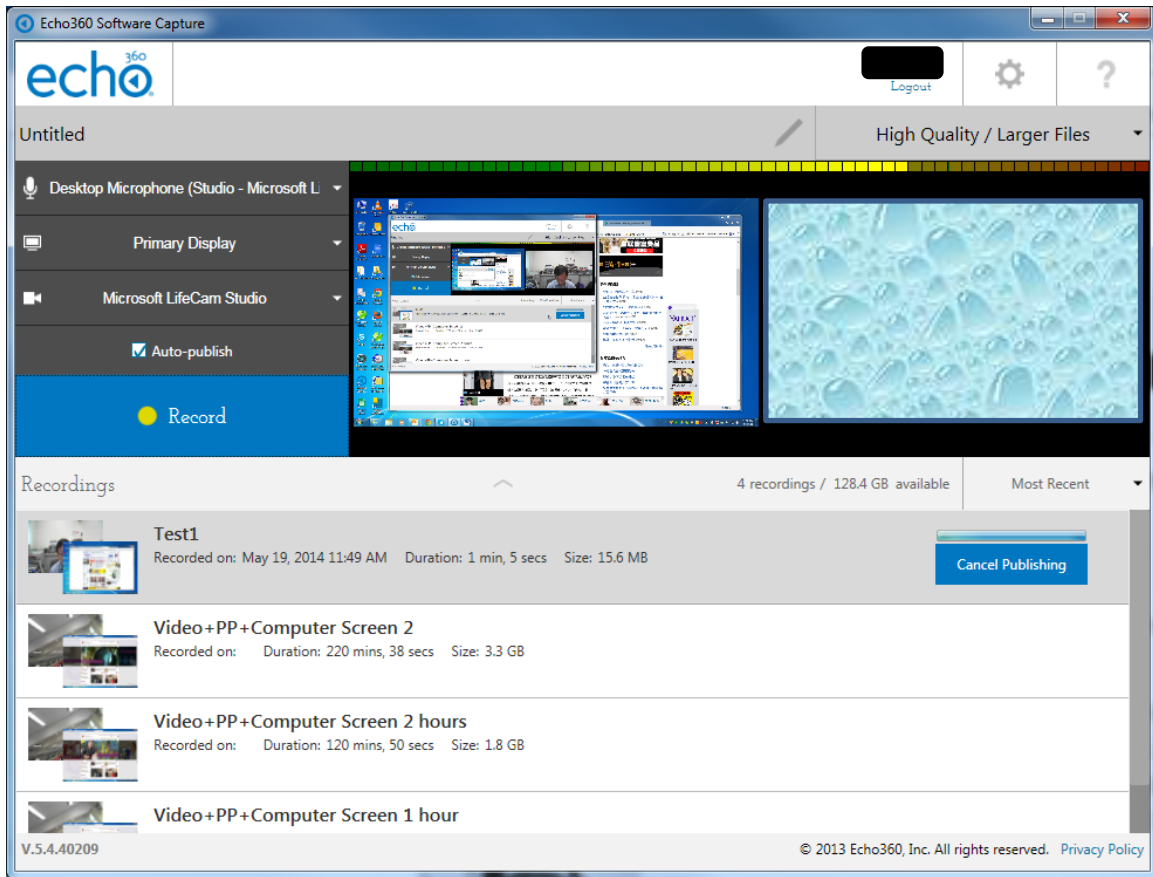 Echo360 Software Capture
echo360
Logout
?
Untitled
High Quality / Larger Files
Desktop Microphone (Studio - Microsoft Li
Primary Display
Microsoft LifeCam Studio
Auto-publish
Record
Recordings
4 recordings / 128.4 GB available
Most Recent
Test1
Recorded on: May 19, 2014 11:49 AM Duration: 1 min, 5 secs Size: 15.6 MB
Cancel Publishing
Video+PP+Computer Screen 2
Recorded on: Duration: 220 mins, 38 secs Size: 3.3 GB
Video+PP+Computer Screen 2 hours
Recorded on: Duration: 120 mins, 50 secs Size: 1.8 GB
Video+PP+Computer Screen 1 hour
V.5.4.40209
© 2013 Echo360, Inc. All rights reserved. Privacy Policy